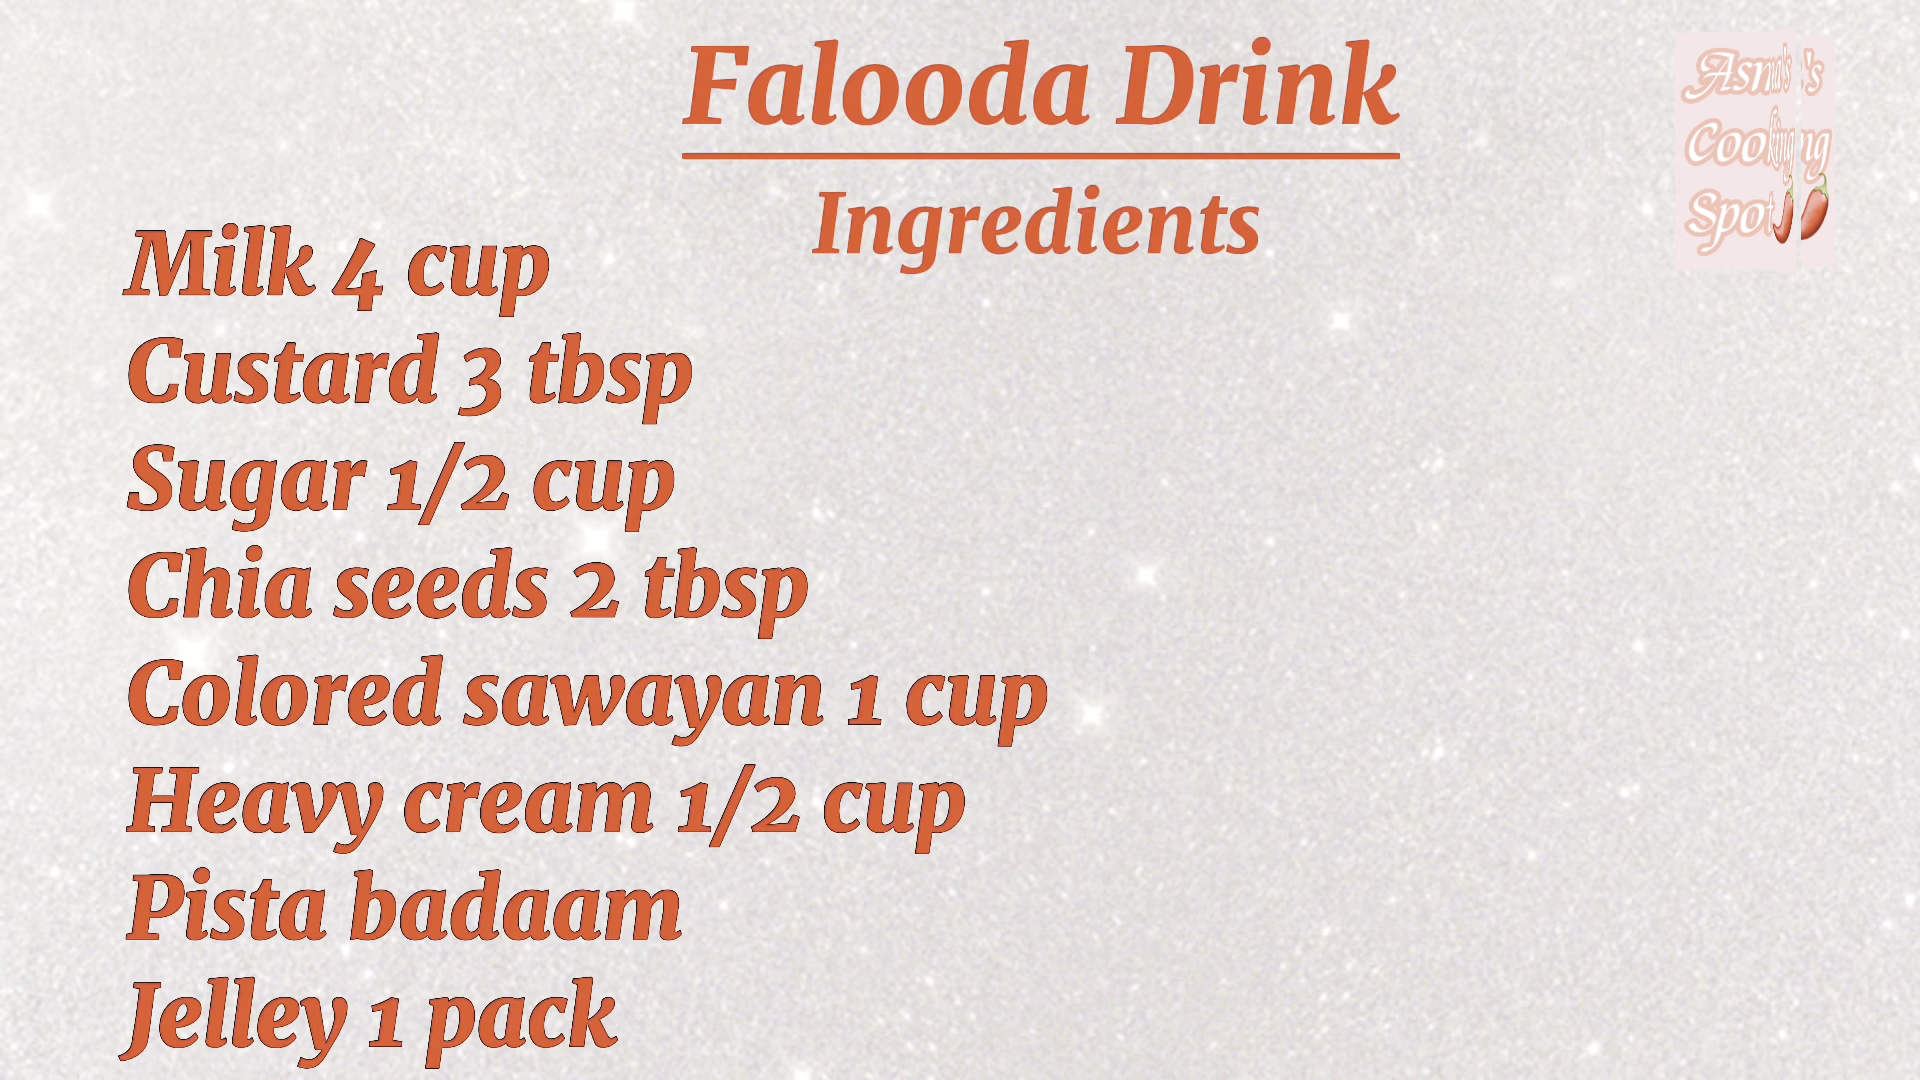 Falooda Drink
Ingredients
Milk 4 cup
Custard 3 tbsp
Sugar 1/2 cup
Chia seeds 2 tbsp
Colored sawayan 1 cup
Heavy cream 1/2 cup
Pista badaam
Jelley 1 pack
Cooking
Spot